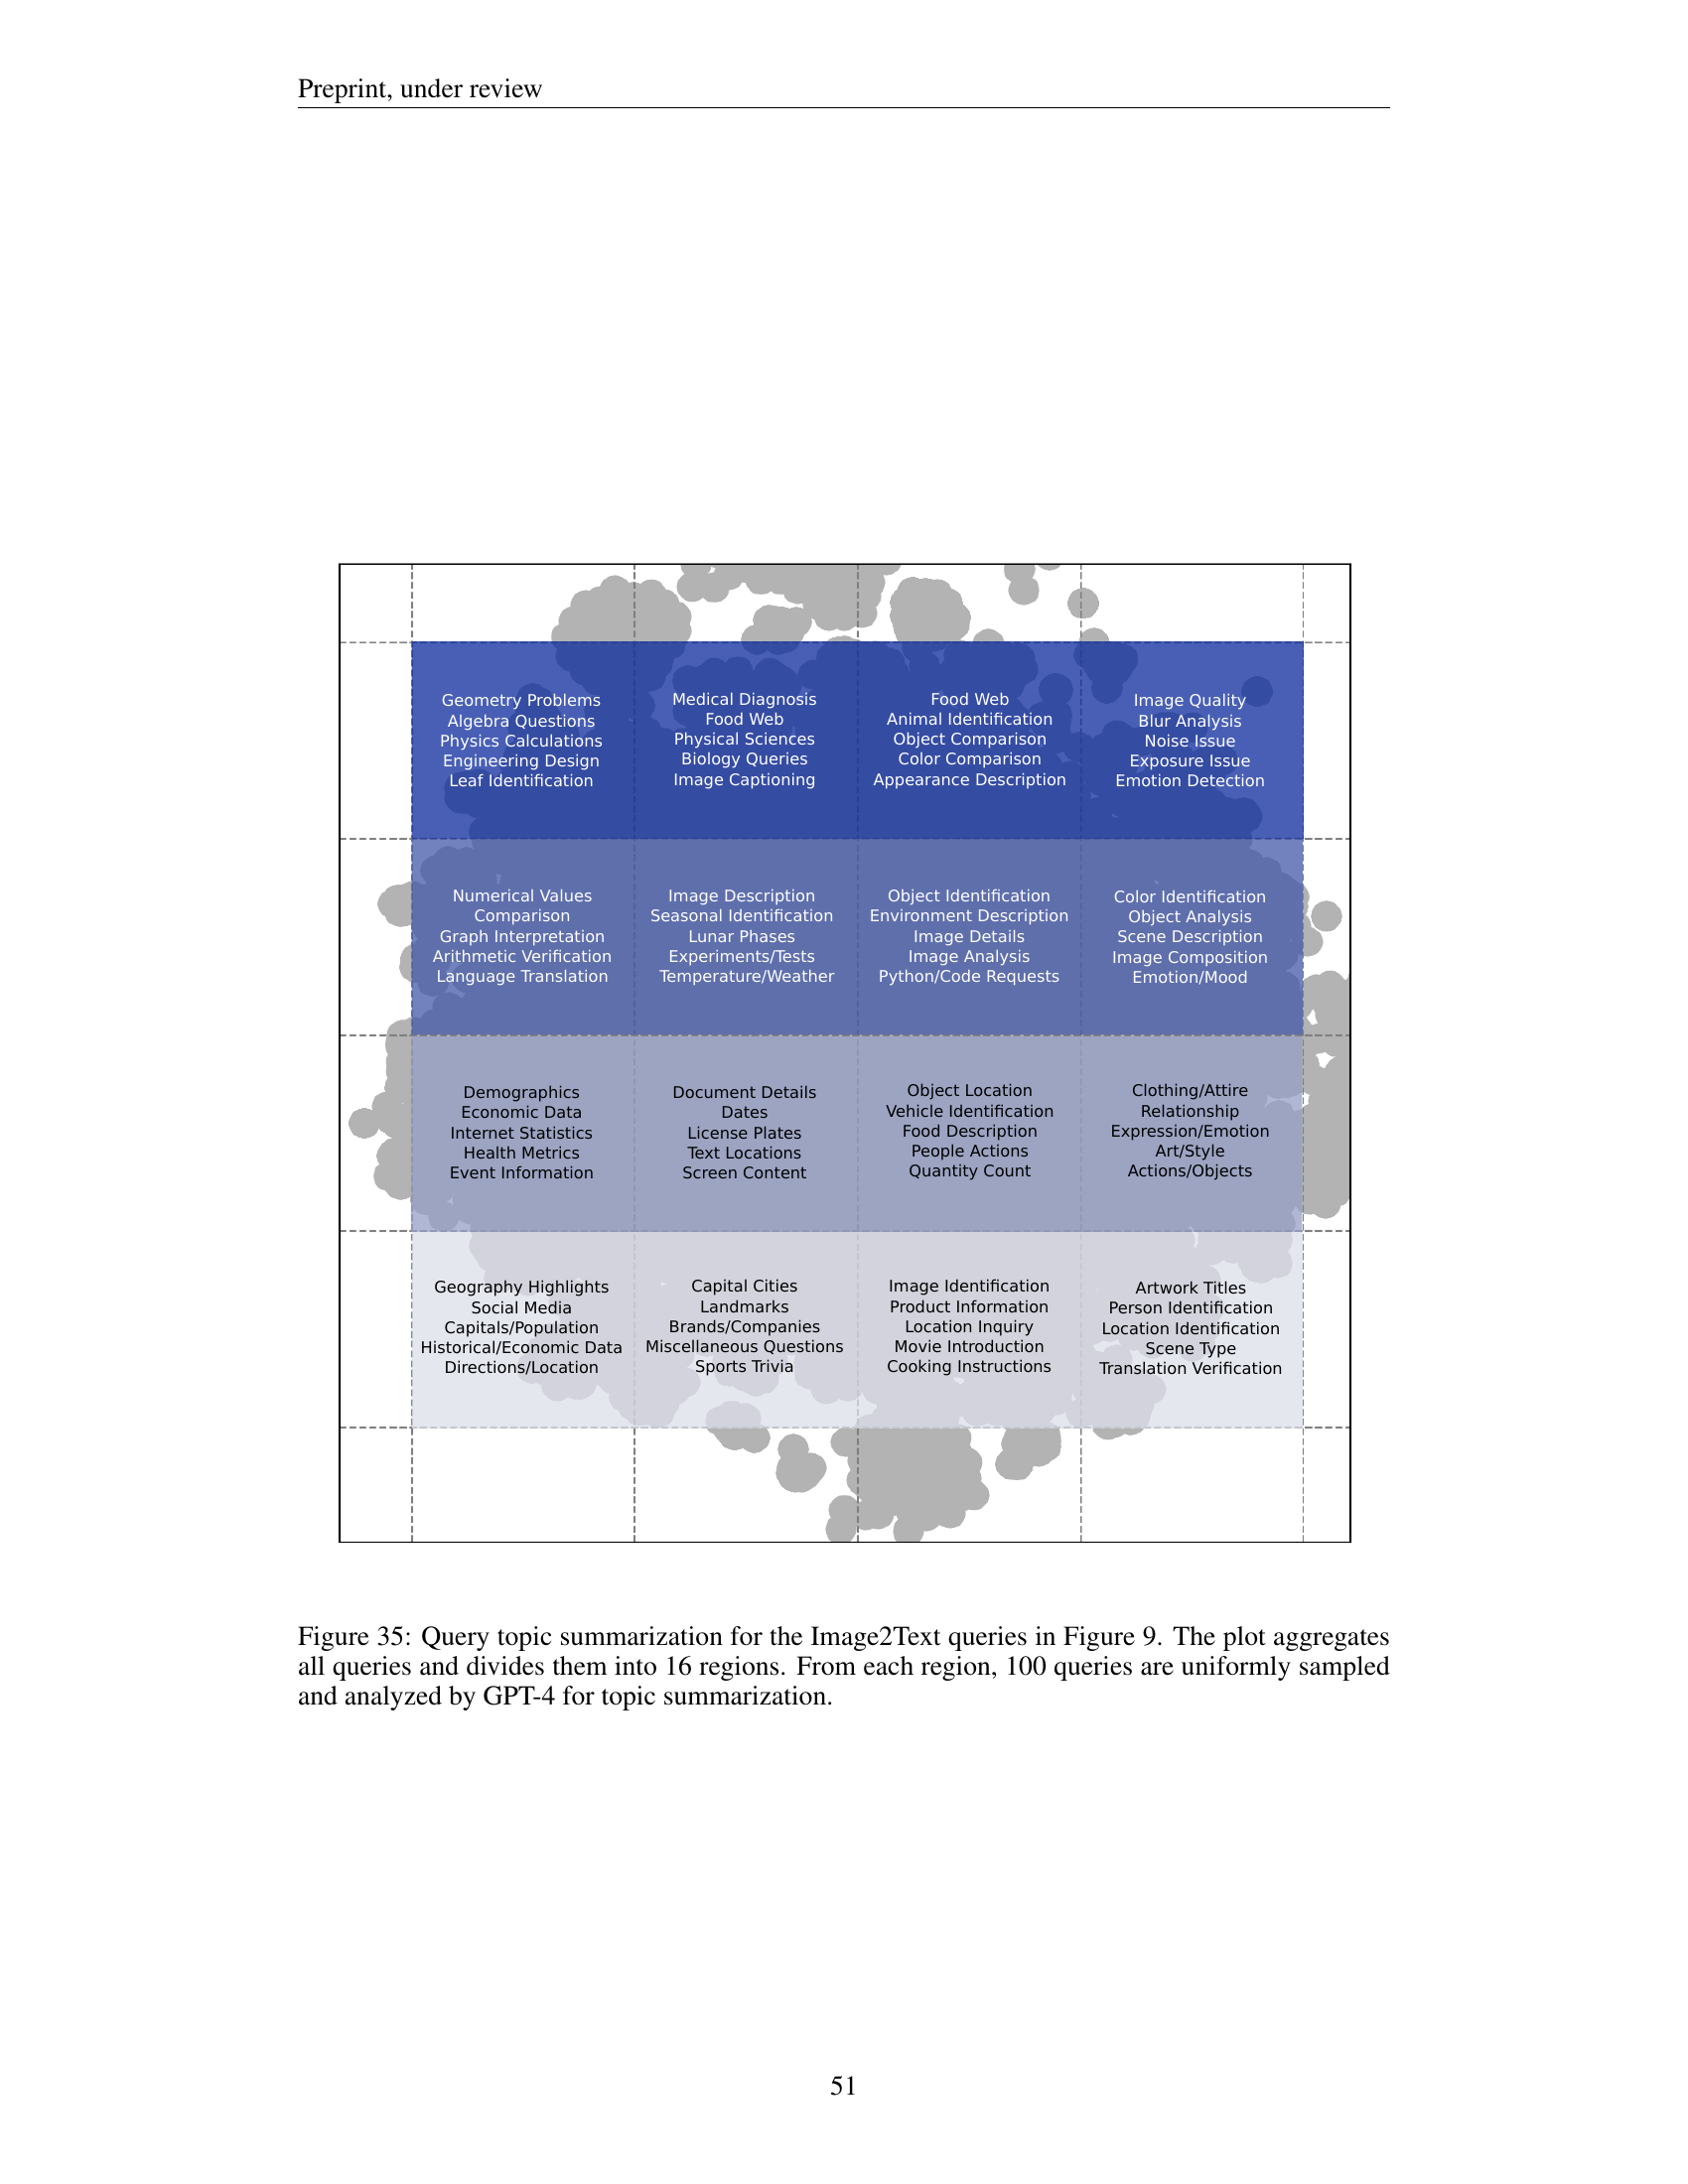 Preprint, under review
Geometry Problems
Algebra Questions
Physics Calculations
Engineering Design
Leaf Identification
Medical Diagnosis
Food Web
Physical Sciences
Biology Queries
Image Captioning
Food Web
Animal Identification
Object Comparison
Color Comparison
Appearance Description
Image Quality
Blur Analysis
Noise Issue
Exposure Issue
Emotion Detection
Numerical Values
Comparison
Graph Interpretation
Arithmetic Verification
Language Translation
Image Description
Seasonal Identification
Lunar Phases
Experiments/Tests
Temperature/Weather
Object Identification
Environment Description
Image Details
Image Analysis
Python/Code Requests
Color Identification
Object Analysis
Scene Description
Image Composition
Emotion/Mood
Demographics
Economic Data
Internet Statistics
Health Metrics
Event Information
Document Details
Dates
License Plates
Text Locations
Screen Content
Object Location
Vehicle Identification
Food Description
People Actions
Quantity Count
Clothing/Attire
Relationship
Expression/Emotion
Art/Style
Actions/Objects
Geography Highlights
Social Media
Capitals/Population
Historical/Economic Data
Directions/Location
Capital Cities
Landmarks
Brands/Companies
Miscellaneous Questions
Sports Trivia
Image Identification
Product Information
Location Inquiry
Movie Introduction
Cooking Instructions
Artwork Titles
Person Identification
Location Identification
Scene Type
Translation Verification
Figure 35: Query topic summarization for the Image2Text queries in Figure 9. The plot aggregates
all queries and divides them into 16 regions. From each region, 100 queries are uniformly sampled
and analyzed by GPT-4 for topic summarization.
51